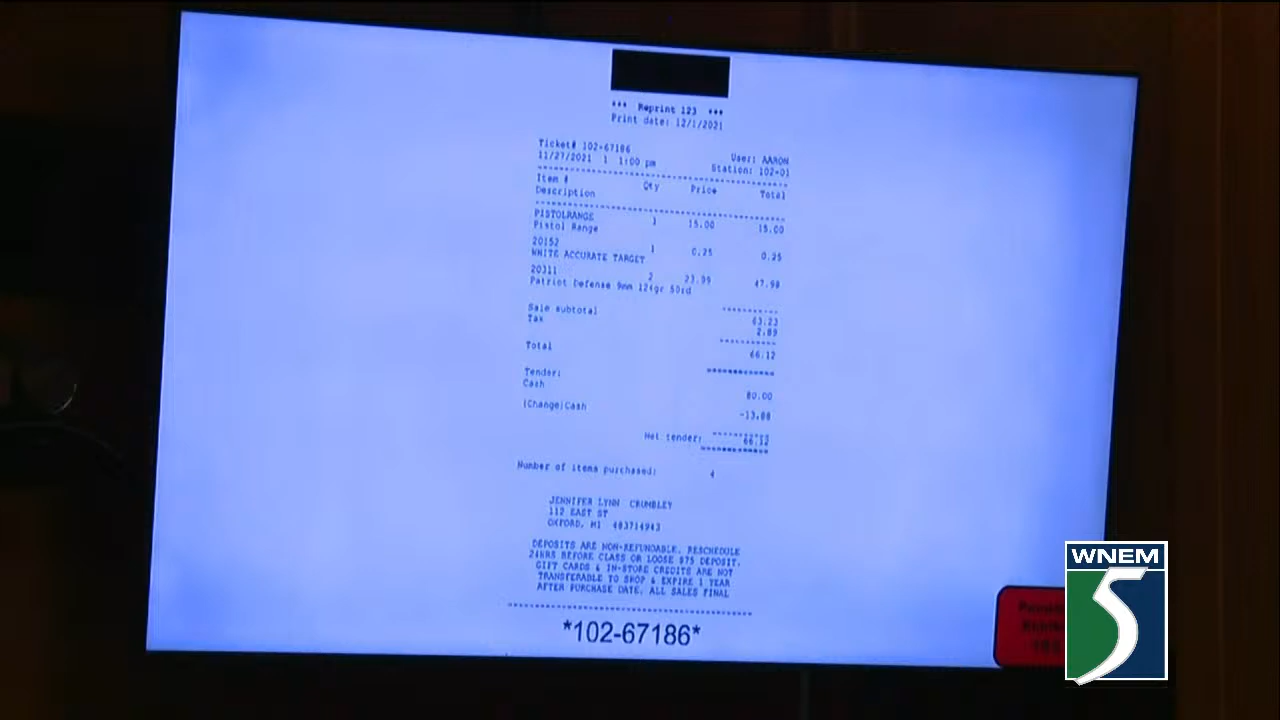 *** Reprint 123 ***
Print date: 12/1/2021
Ticket# 102-67186 User: AARON
11/27/2021 1 1:00 pm Station: 102-01
Item # Qty Price Total
Description
PISTOLRANGE 1 15.00 15.00
Pistol Range
20152 1 0.25 0.25
WHITE ACCURATE TARGET
20311 2 23.99 47.98
Patriot Defense 9mm 124gr 50rd
Sale subtotal 63.23
Tax 2.89
Total 66.12
Tender:
Cash 80.00
(Change)Cash -13.88
Net tender: 66.12
Number of items purchased: 4
JENNIFER LYNN CRUMBLEY
112 EAST ST
OXFORD, MI 483714943
DEPOSITS ARE NON-REFUNDABLE. RESCHEDULE
24HRS BEFORE CLASS OR LOOSE $75 DEPOSIT.
GIFT CARDS & IN-STORE CREDITS ARE NOT
TRANSFERABLE TO SHOP & EXPIRE 1 YEAR
AFTER PURCHASE DATE. ALL SALES FINAL
*102-67186*
WNEM
5